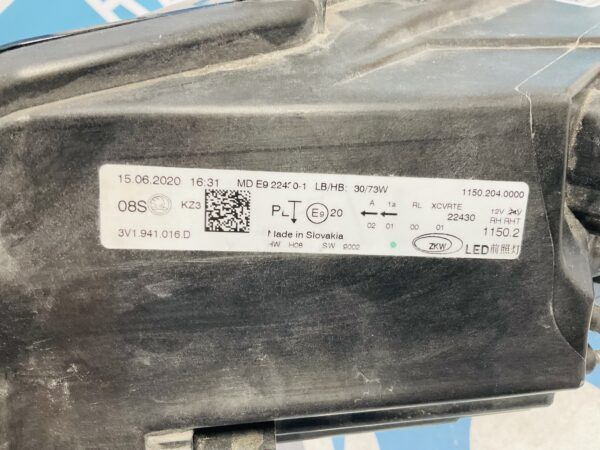 15.06.2020 16:31 MD E9 22430-1 LB/HB: 30/73W 1150.204.0000
08S KZ3 PL E9 20 A 1a RL XCVRTE 12V 24V
02 01 00 01 22430 RH RHT
3V1.941.016.D Made in Slovakia 1150.2
HW H08 SW 9002 ZKW LED前照灯